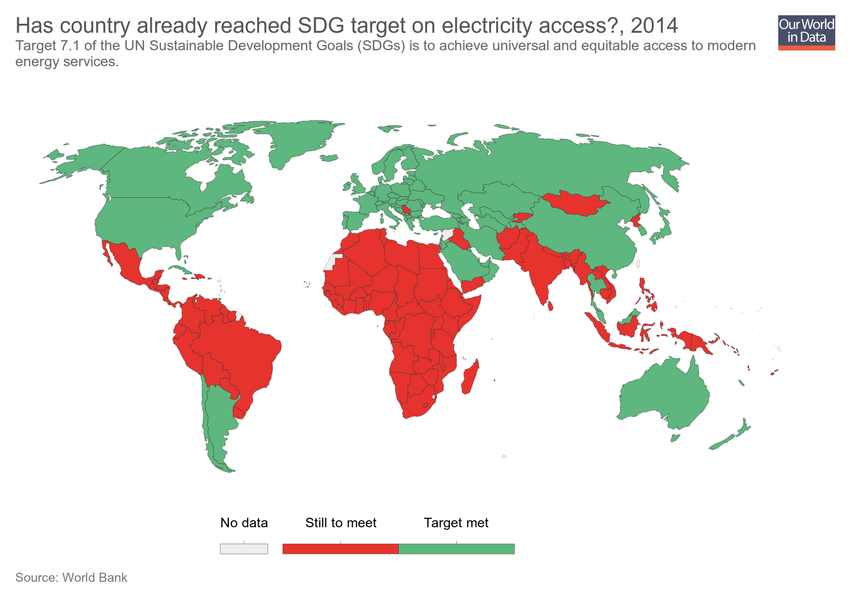 Has country already reached SDG target on electricity access?, 2014
Our World
in Data
Target 7.1 of the UN Sustainable Development Goals (SDGs) is to achieve universal and equitable access to modern
energy services.
No data
Still to meet
Target met
Source: World Bank